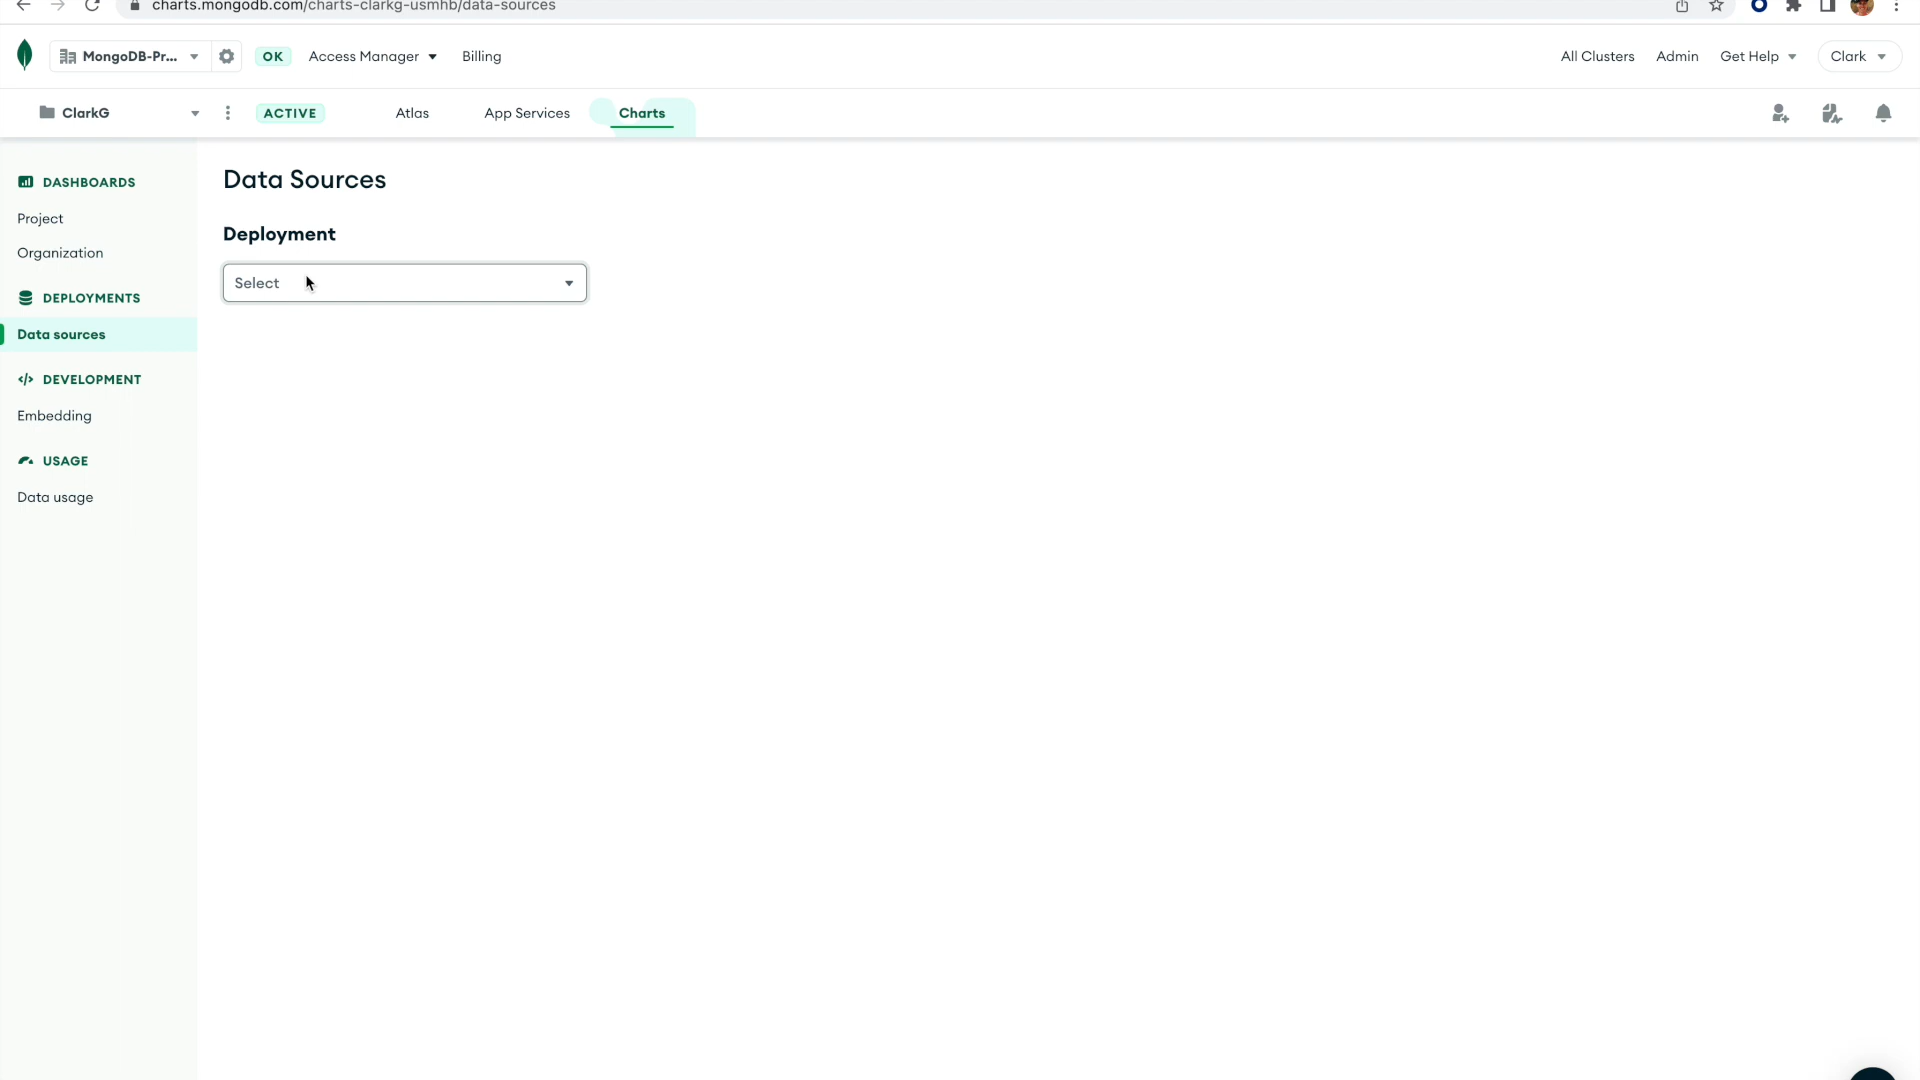 charts.mongodb.com/charts-clarkg-usmhb/data-sources
MongoDB-Pr... OK Access Manager Billing All Clusters Admin Get Help Clark
ClarkG ACTIVE Atlas App Services Charts
DASHBOARDS
Project
Organization
DEPLOYMENTS
Data sources
DEVELOPMENT
Embedding
USAGE
Data usage
Data Sources
Deployment
Select